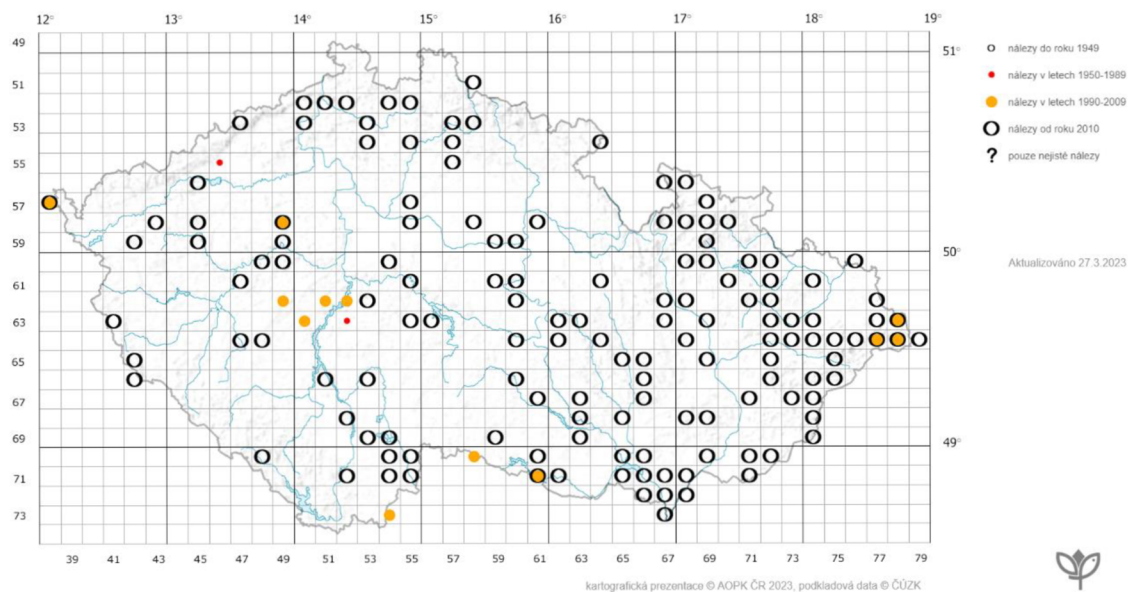 12° 13° 14° 15° 16° 17° 18° 19°
49
51°
nálezy do roku 1949
51
nálezy v letech 1950-1989
nálezy v letech 1990-2009
53
nálezy od roku 2010
55
? pouze nejisté nálezy
57
59
50°
Aktualizováno 27.3.2023
61
63
65
67
69
49°
71
73
39 41 43 45 47 49 51 53 55 57 59 61 63 65 67 69 71 73 75 77 79
kartografická prezentace © AOPK ČR 2023, podkladová data © ČÚZK